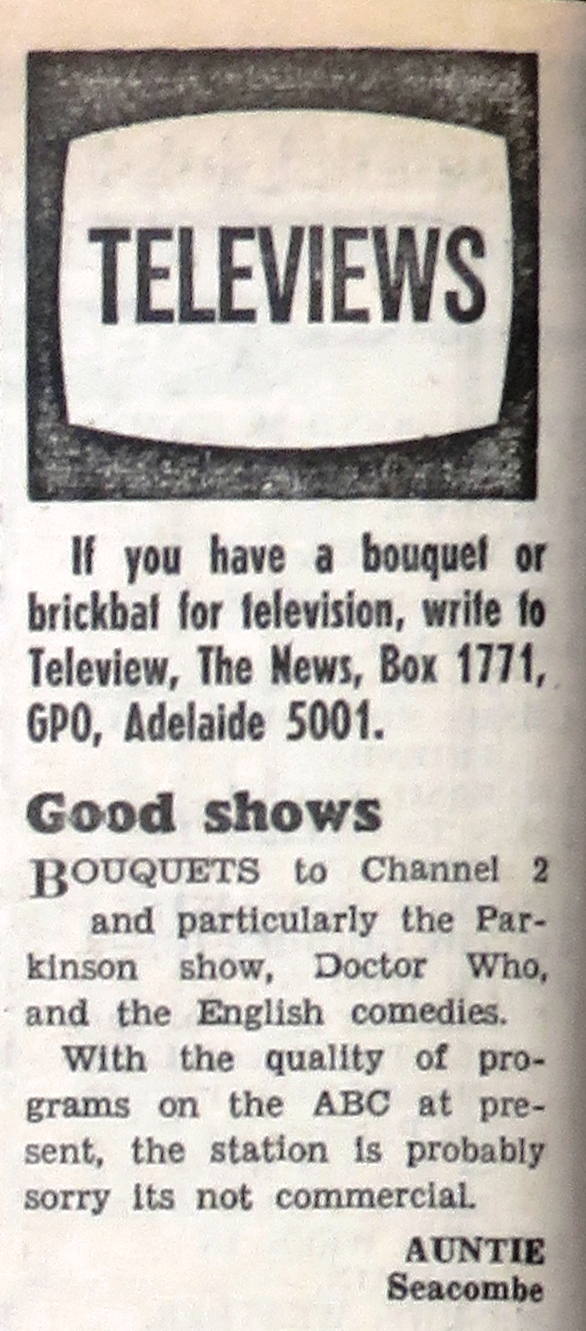 TELEVIEWS
If you have a bouquet or
brickbat for television, write to
Teleview, The News, Box 1771,
GPO, Adelaide 5001.
Good shows
BOUQUETS to Channel 2
and particularly the Par-
kinson show, Doctor Who,
and the English comedies.
With the quality of pro-
grams on the ABC at pre-
sent, the station is probably
sorry its not commercial.
AUNTIE
Seacombe